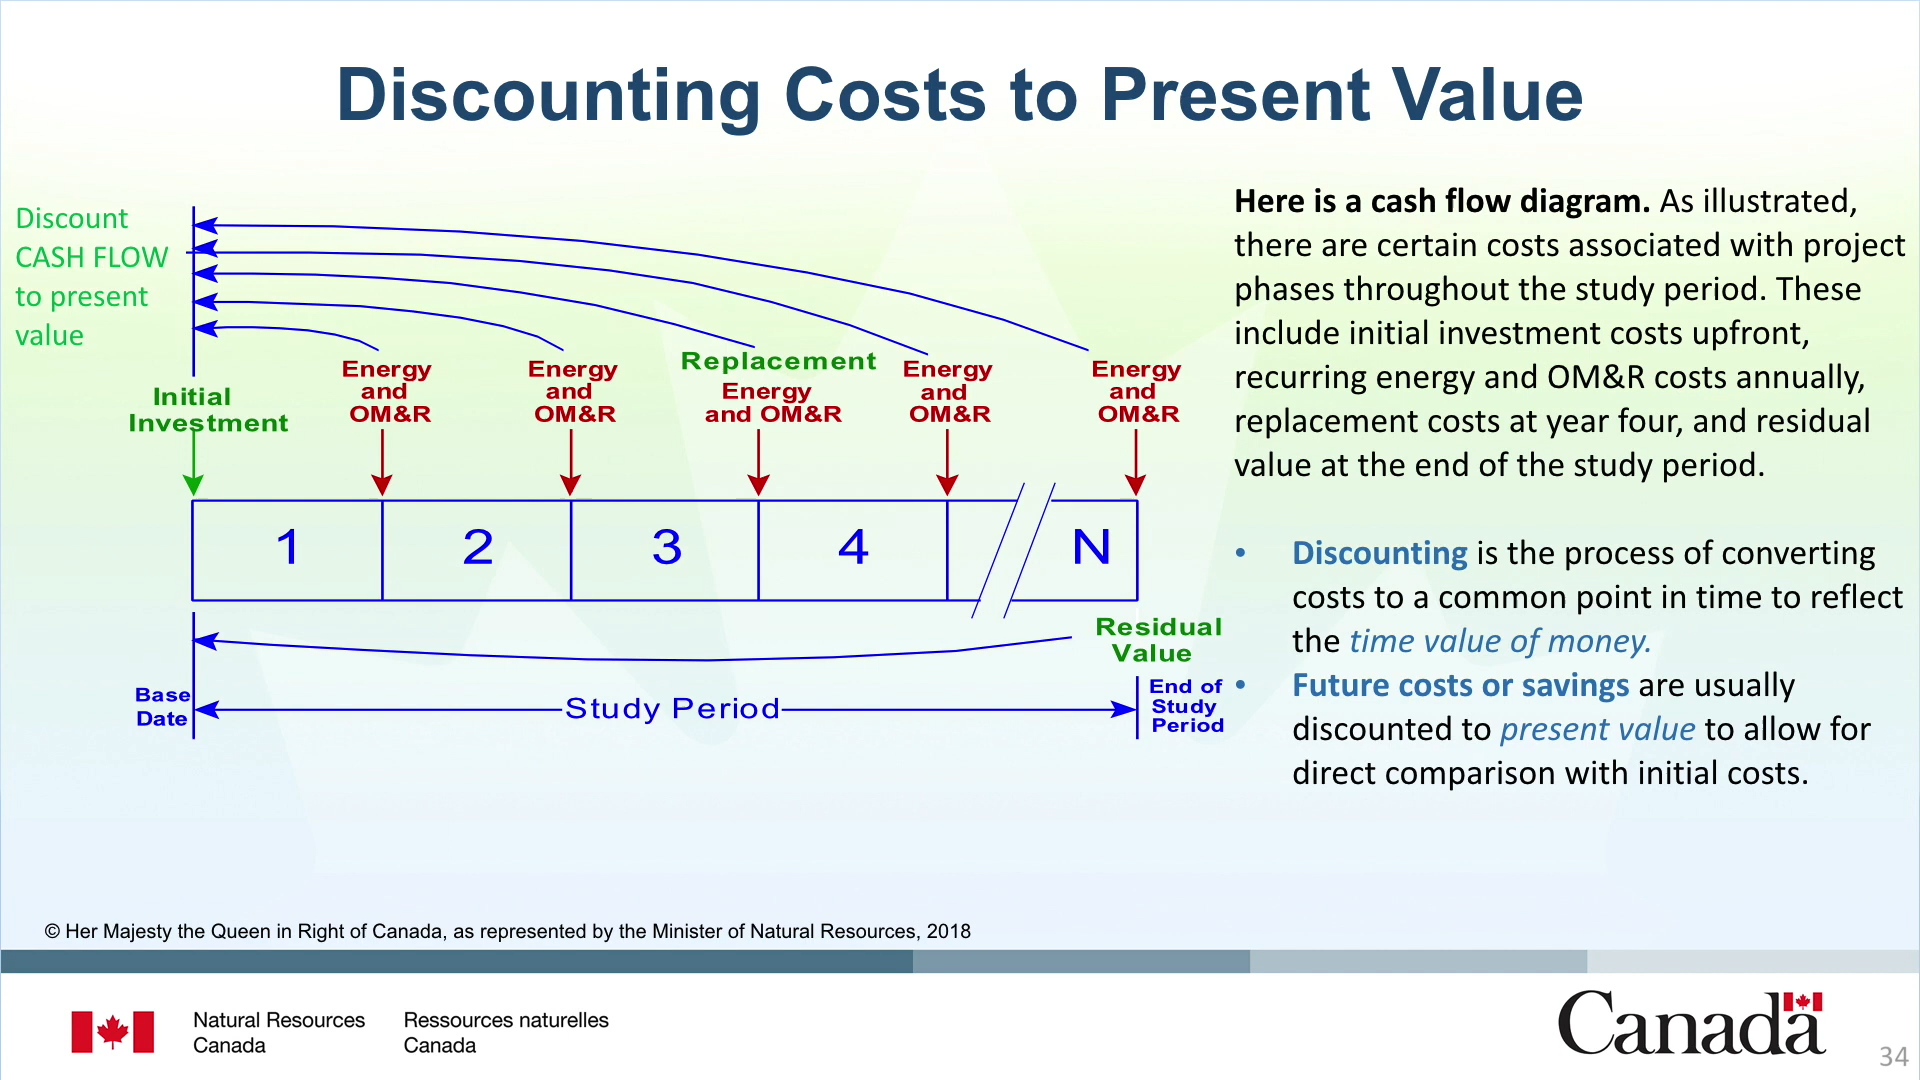 Discounting Costs to Present Value
Discount
CASH FLOW
to present
value
Initial
Investment
Energy
and
OM&R
Energy
and
OM&R
Replacement
Energy
and OM&R
Energy
and
OM&R
Energy
and
OM&R
1
2
3
4
N
Residual
Value
Base
Date
Study Period
End of
Study
Period
Here is a cash flow diagram. As illustrated,
there are certain costs associated with project
phases throughout the study period. These
include initial investment costs upfront,
recurring energy and OM&R costs annually,
replacement costs at year four, and residual
value at the end of the study period.
• Discounting is the process of converting
costs to a common point in time to reflect
the time value of money.
• Future costs or savings are usually
discounted to present value to allow for
direct comparison with initial costs.
© Her Majesty the Queen in Right of Canada, as represented by the Minister of Natural Resources, 2018
Natural Resources
Canada
Ressources naturelles
Canada
Canada
34